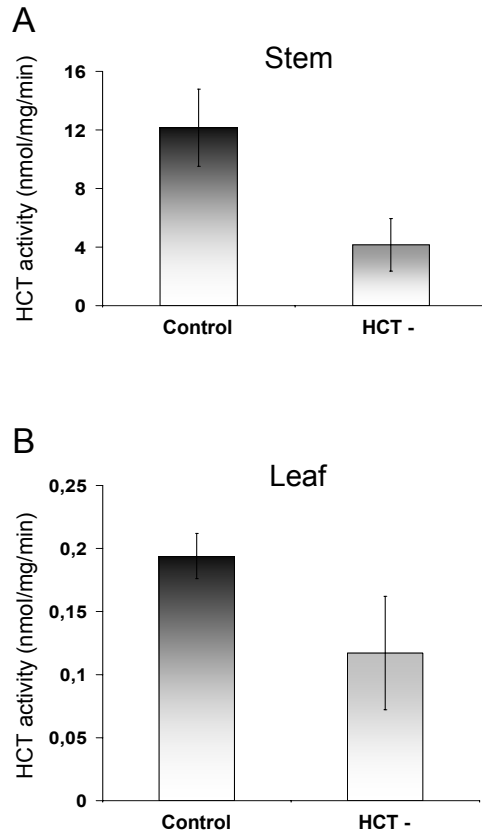 A
Stem
HCT activity (nmol/mg/min)
16
12
8
4
0
Control HCT -
B
Leaf
HCT activity (nmol/mg/min)
0,25
0,2
0,15
0,1
0,05
0
Control HCT -